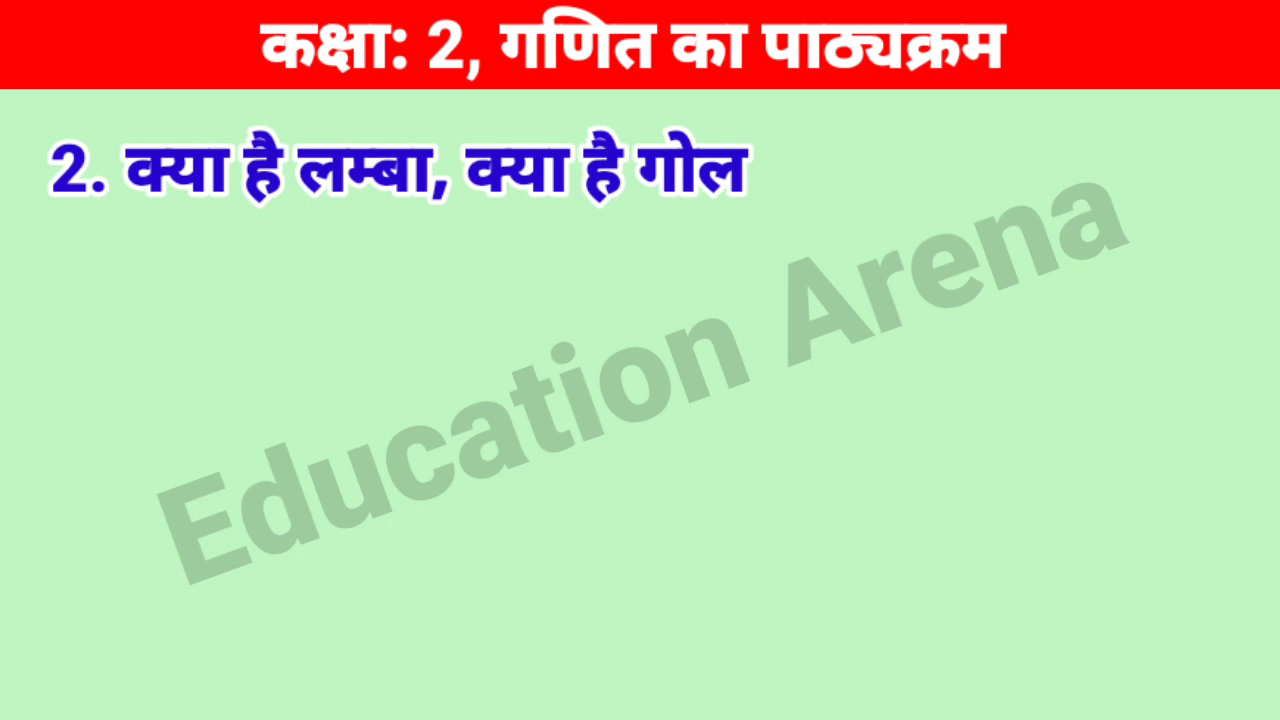 कक्षा: 2, गणित का पाठ्यक्रम
2. क्या है लम्बा, क्या है गोल
Education Arena